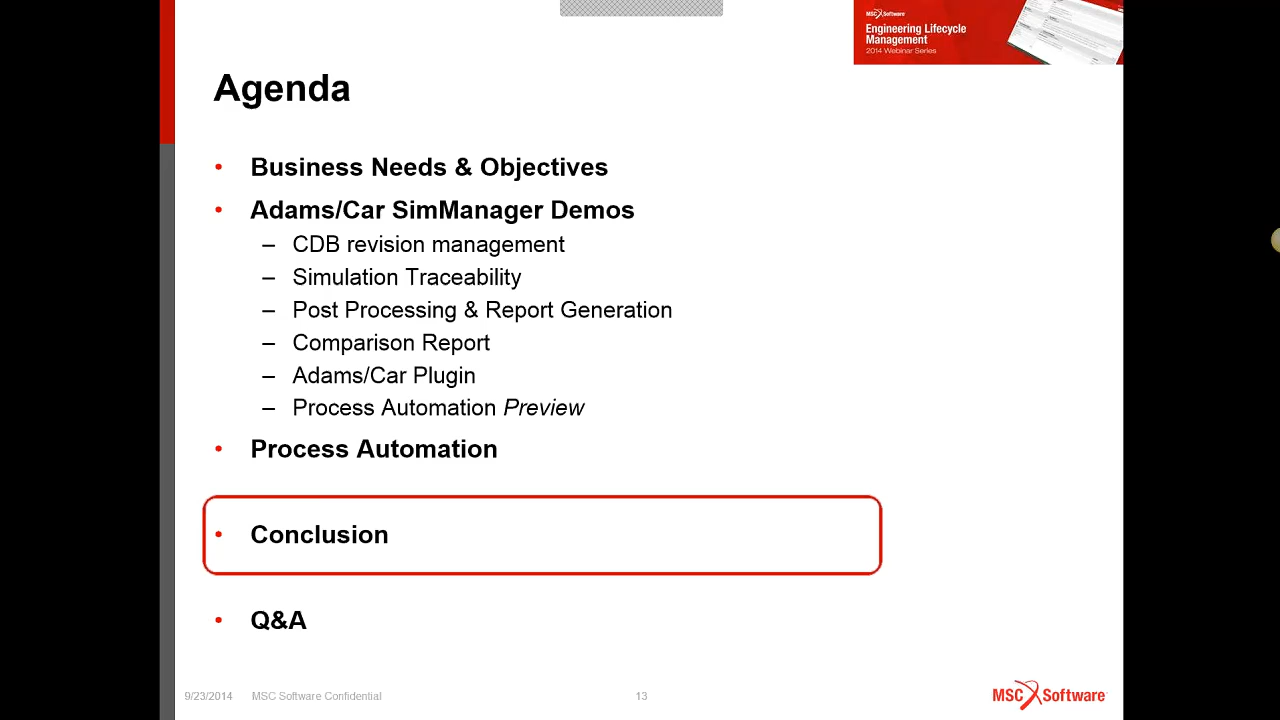 MSC Software
Engineering Lifecycle
Management
2014 Webinar Series
Agenda
• Business Needs & Objectives
• Adams/Car SimManager Demos
– CDB revision management
– Simulation Traceability
– Post Processing & Report Generation
– Comparison Report
– Adams/Car Plugin
– Process Automation Preview
• Process Automation
• Conclusion
• Q&A
9/23/2014 MSC Software Confidential 13
MSC Software